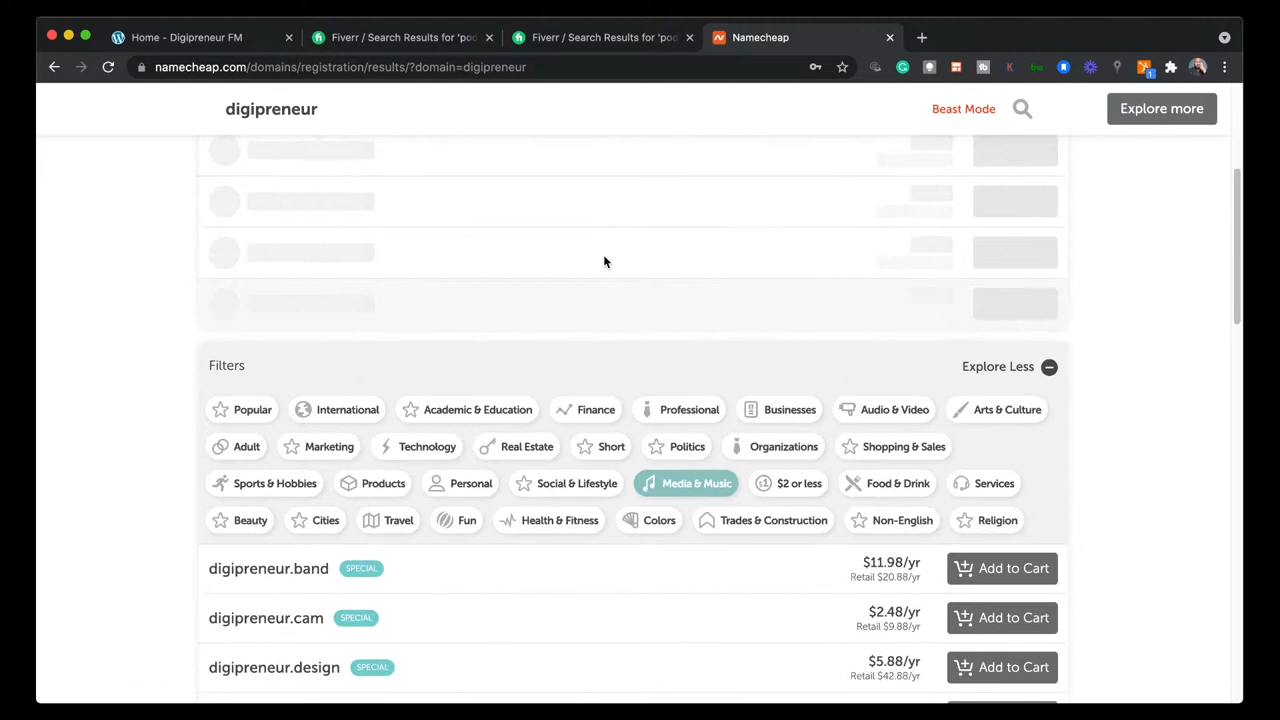 Home - Digipreneur FM
Fiverr / Search Results for 'pod
Fiverr / Search Results for 'pod
Namecheap
namecheap.com/domains/registration/results/?domain=digipreneur
digipreneur
Beast Mode
Explore more
Filters
Explore Less
Popular International Academic & Education Finance Professional Businesses Audio & Video Arts & Culture
Adult Marketing Technology Real Estate Short Politics Organizations Shopping & Sales
Sports & Hobbies Products Personal Social & Lifestyle Media & Music $2 or less Food & Drink Services
Beauty Cities Travel Fun Health & Fitness Colors Trades & Construction Non-English Religion
digipreneur.band SPECIAL $11.98/yr Add to Cart
Retail $20.88/yr
digipreneur.cam SPECIAL $2.48/yr Add to Cart
Retail $9.88/yr
digipreneur.design SPECIAL $5.88/yr Add to Cart
Retail $42.88/yr